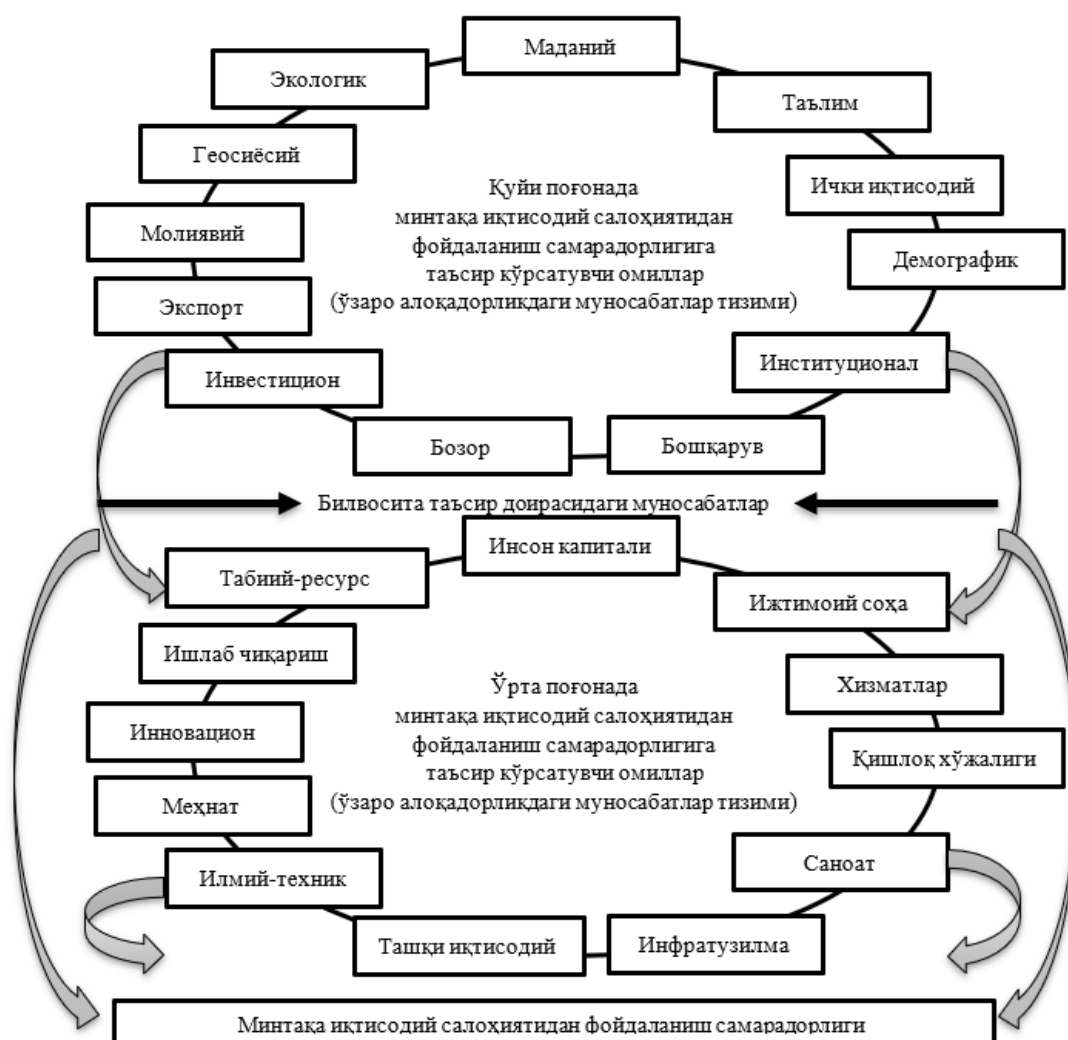 Маданий
Экологик
Таълим
Геосиёсий
Ички иқтисодий
Қуйи поғонада
минтақа иқтисодий салоҳиятидан
фойдаланиш самарадорлигига
таъсир кўрсатувчи омиллар
(ўзаро алоқадорликдаги муносабатлар тизими)
Молиявий
Демографик
Экспорт
Инвестицион
Институционал
Бозор
Бошқарув
Билвосита таъсир доирасидаги муносабатлар
Инсон капитали
Табиий-ресурс
Ижтимоий соҳа
Ишлаб чиқариш
Хизматлар
Ўрта поғонада
минтақа иқтисодий салоҳиятидан
фойдаланиш самарадорлигига
таъсир кўрсатувчи омиллар
(ўзаро алоқадорликдаги муносабатлар тизими)
Инновацион
Қишлоқ хўжалиги
Меҳнат
Илмий-техник
Саноат
Ташқи иқтисодий
Инфратузилма
Минтақа иқтисодий салоҳиятидан фойдаланиш самарадорлиги